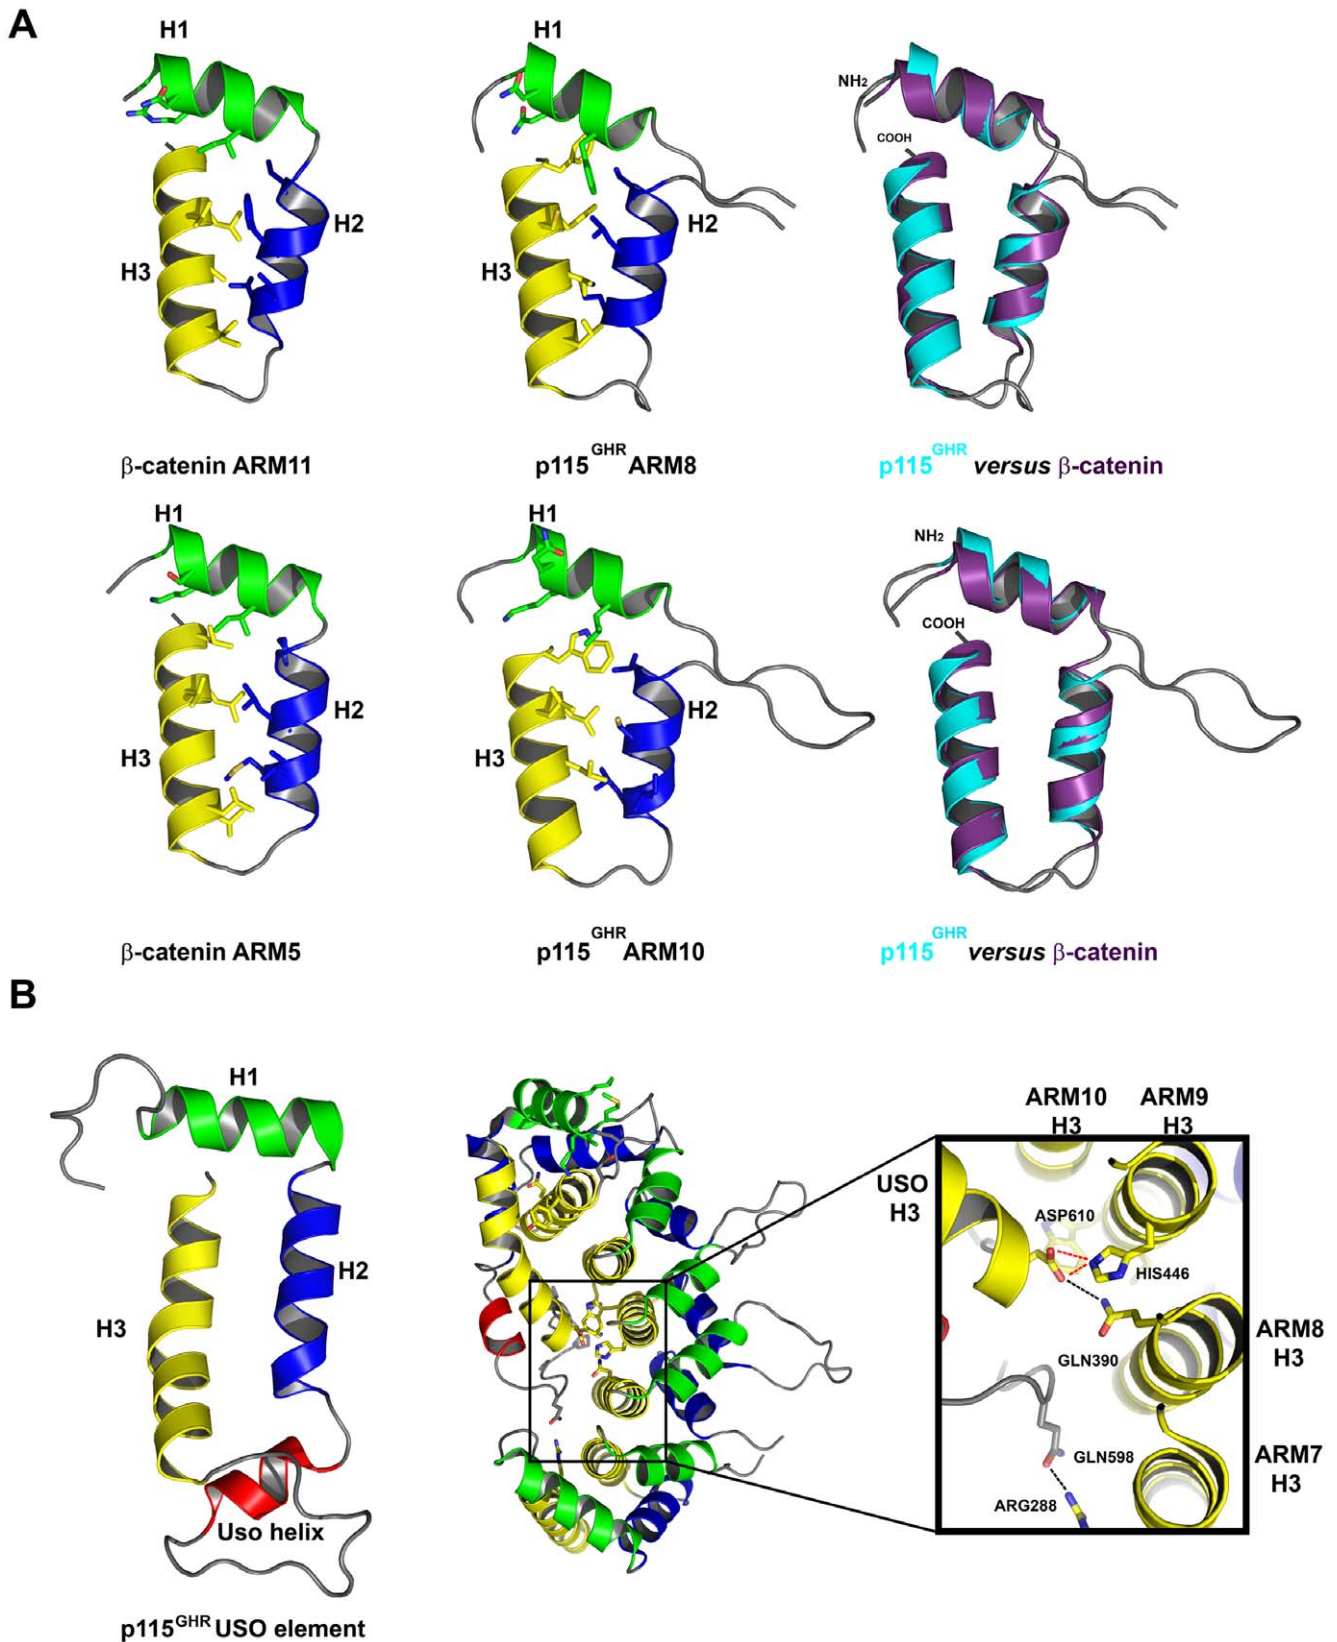 A
H1
H1
NH2
COOH
H2
H2
H3
H3
β-catenin ARM11
p115GHR ARM8
p115GHR versus β-catenin
H1
H1
NH2
COOH
H2
H2
H3
H3
β-catenin ARM5
p115GHR ARM10
p115GHR versus β-catenin
B
H1
H2
H3
Uso helix
p115GHR USO element
ARM10 H3
ARM9 H3
USO H3
ASP610
HIS446
GLN390
ARM8 H3
GLN598
ARG288
ARM7 H3